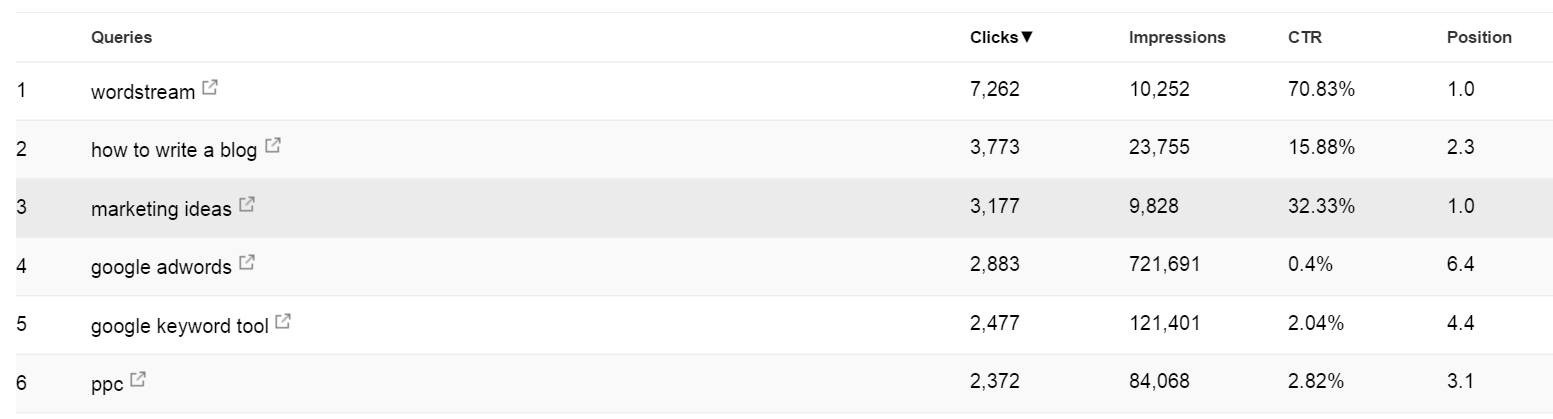 Queries Clicks▼ Impressions CTR Position
1 wordstream 7,262 10,252 70.83% 1.0
2 how to write a blog 3,773 23,755 15.88% 2.3
3 marketing ideas 3,177 9,828 32.33% 1.0
4 google adwords 2,883 721,691 0.4% 6.4
5 google keyword tool 2,477 121,401 2.04% 4.4
6 ppc 2,372 84,068 2.82% 3.1